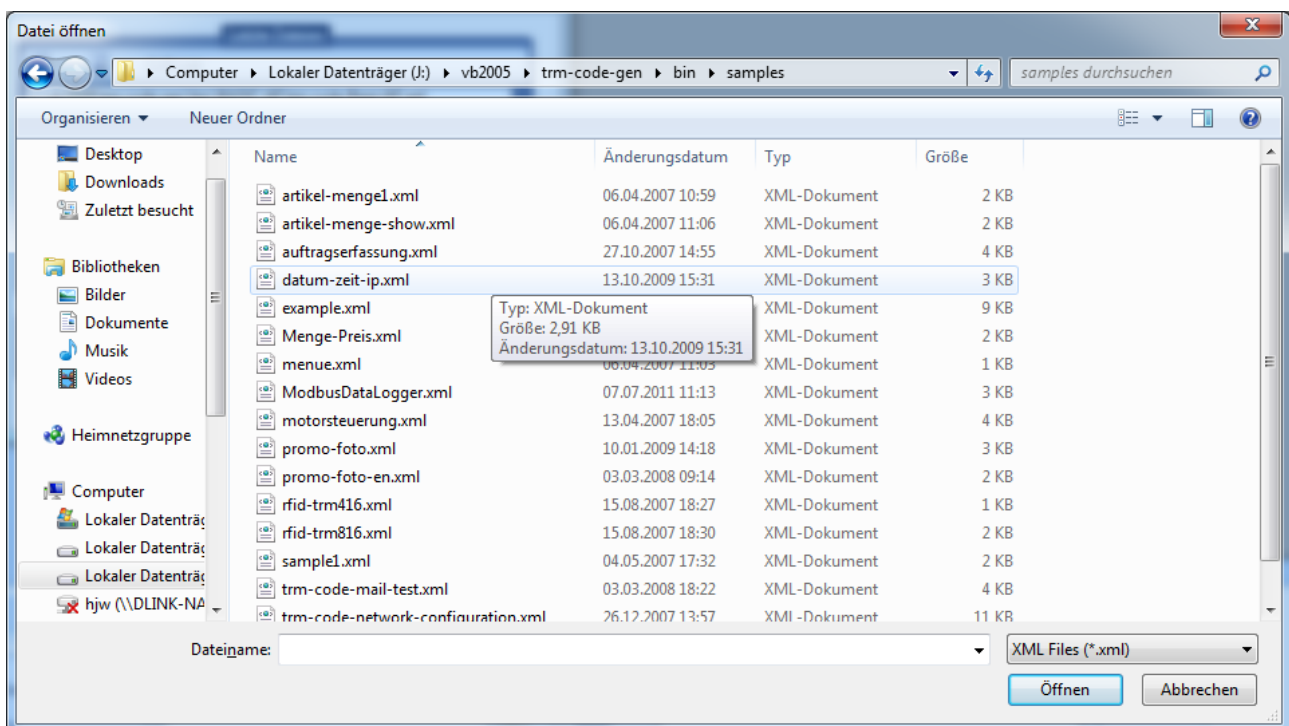 Datei öffnen
Computer Lokaler Datenträger (J:) vb2005 trm-code-gen bin samples
samples durchsuchen
Organisieren Neuer Ordner
Desktop
Downloads
Zuletzt besucht
Bibliotheken
Bilder
Dokumente
Musik
Videos
Heimnetzgruppe
Computer
Lokaler Datenträg
Lokaler Datenträg
Lokaler Datenträg
hjw (\\DLINK-NA
Name Änderungsdatum Typ Größe
artikel-menge1.xml 06.04.2007 10:59 XML-Dokument 2 KB
artikel-menge-show.xml 06.04.2007 11:06 XML-Dokument 2 KB
auftragserfassung.xml 27.10.2007 14:55 XML-Dokument 4 KB
datum-zeit-ip.xml 13.10.2009 15:31 XML-Dokument 3 KB
example.xml XML-Dokument 9 KB
Menge-Preis.xml XML-Dokument 2 KB
menue.xml 06.04.2007 11:03 XML-Dokument 1 KB
ModbusDataLogger.xml 07.07.2011 11:13 XML-Dokument 3 KB
motorsteuerung.xml 13.04.2007 18:05 XML-Dokument 4 KB
promo-foto.xml 10.01.2009 14:18 XML-Dokument 3 KB
promo-foto-en.xml 03.03.2008 09:14 XML-Dokument 2 KB
rfid-trm416.xml 15.08.2007 18:27 XML-Dokument 1 KB
rfid-trm816.xml 15.08.2007 18:30 XML-Dokument 2 KB
sample1.xml 04.05.2007 17:32 XML-Dokument 2 KB
trm-code-mail-test.xml 03.03.2008 18:22 XML-Dokument 4 KB
trm-code-network-configuration.xml 26.12.2007 13:57 XML-Dokument 11 KB
Typ: XML-Dokument
Größe: 2,91 KB
Änderungsdatum: 13.10.2009 15:31
Dateiname:
XML Files (*.xml)
Öffnen Abbrechen